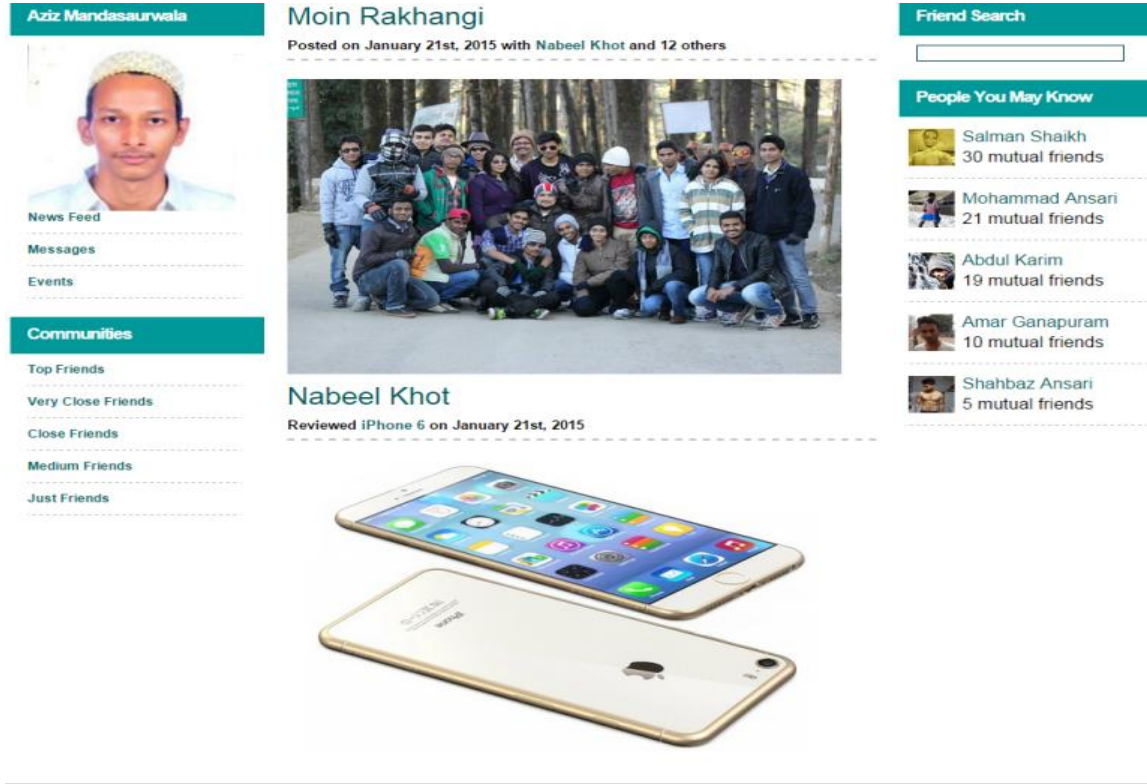 Aziz Mandasaurwala
News Feed
Messages
Events
Communities
Top Friends
Very Close Friends
Close Friends
Medium Friends
Just Friends
Moin Rakhangi
Posted on January 21st, 2015 with Nabeel Khot and 12 others
Nabeel Khot
Reviewed iPhone 6 on January 21st, 2015
iPhone
Friend Search
People You May Know
Salman Shaikh
30 mutual friends
Mohammad Ansari
21 mutual friends
Abdul Karim
19 mutual friends
Amar Ganapuram
10 mutual friends
Shahbaz Ansari
5 mutual friends